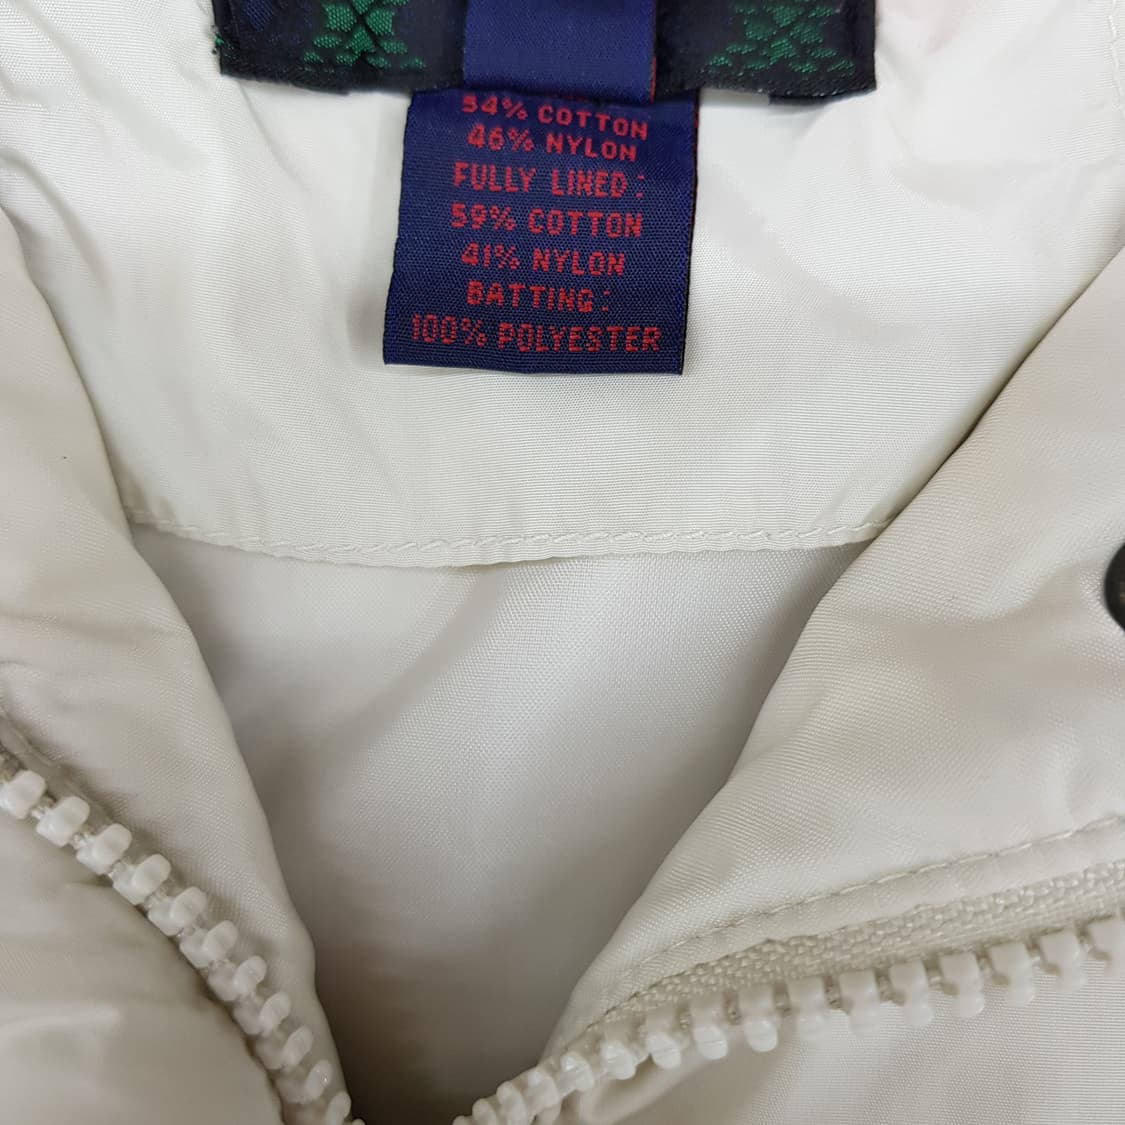 54% COTTON
46% NYLON
FULLY LINED:
59% COTTON
41% NYLON
BATTING:
100% POLYESTER